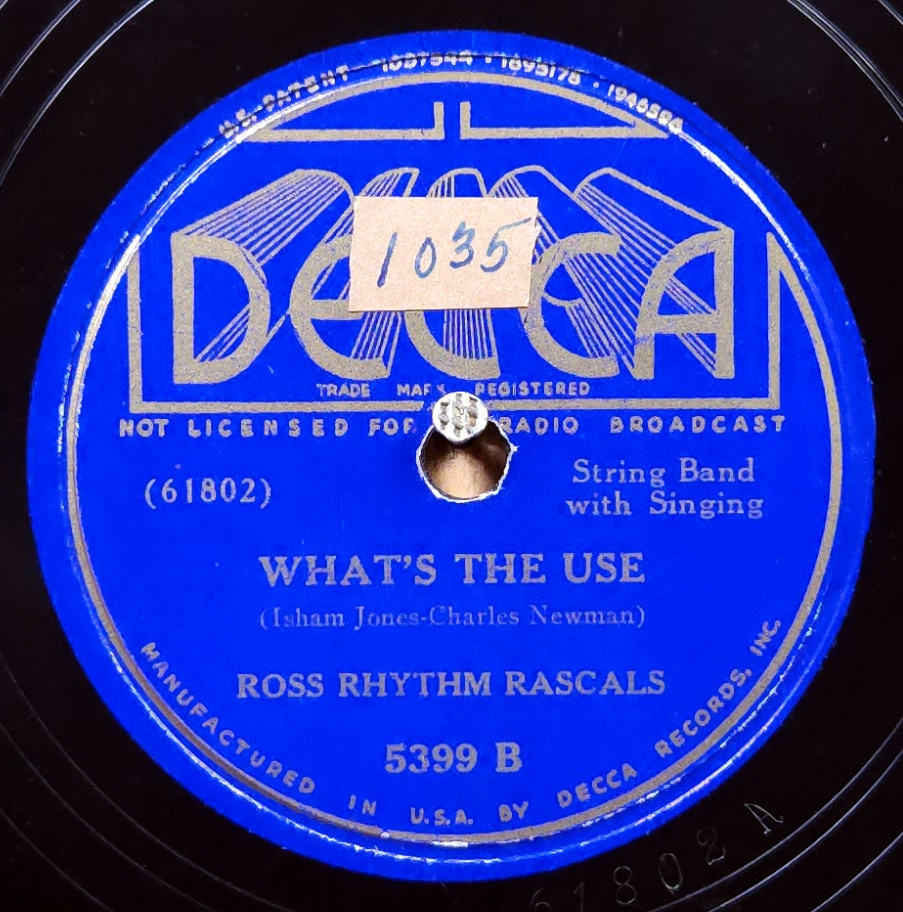 U.S. PATENT 1637544 · 1695176 · 1946594
DECCA
1035
TRADE MARK REGISTERED
NOT LICENSED FOR RADIO BROADCAST
(61802)
String Band
with Singing
WHAT'S THE USE
(Isham Jones-Charles Newman)
ROSS RHYTHM RASCALS
5399 B
MANUFACTURED IN U.S.A. BY DECCA RECORDS, INC.
61802 A